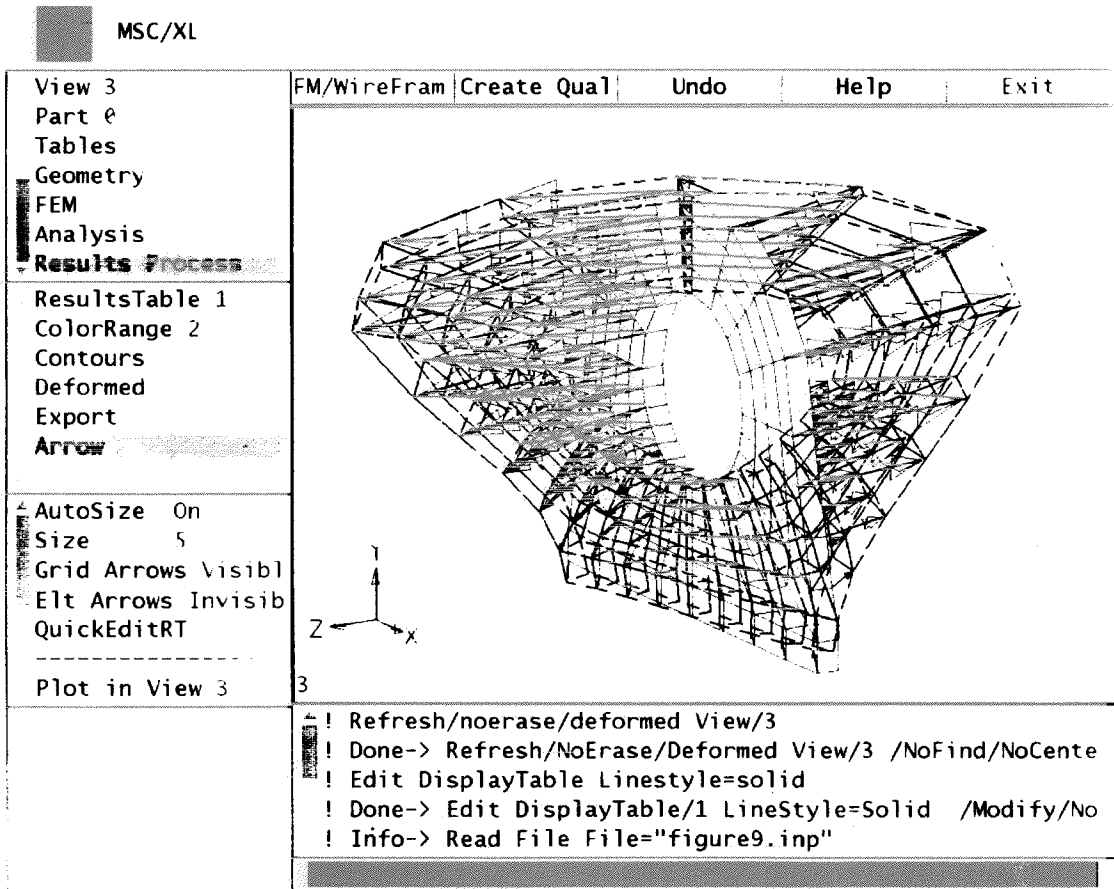 MSC/XL
View 3
Part 0
Tables
Geometry
FEM
Analysis
Results Process
ResultsTable 1
ColorRange 2
Contours
Deformed
Export
Arrow
AutoSize On
Size 5
Grid Arrows Visibl
Elt Arrows Invisib
QuickEditRT
Plot in View 3
FM/WireFram Create Qual Undo Help Exit
Y
Z X
3
! Refresh/noerase/deformed View/3
! Done-> Refresh/NoErase/Deformed View/3 /NoFind/NoCente
! Edit DisplayTable Linestyle=solid
! Done-> Edit DisplayTable/1 LineStyle=Solid /Modify/No
! Info-> Read File File="figure9.inp"